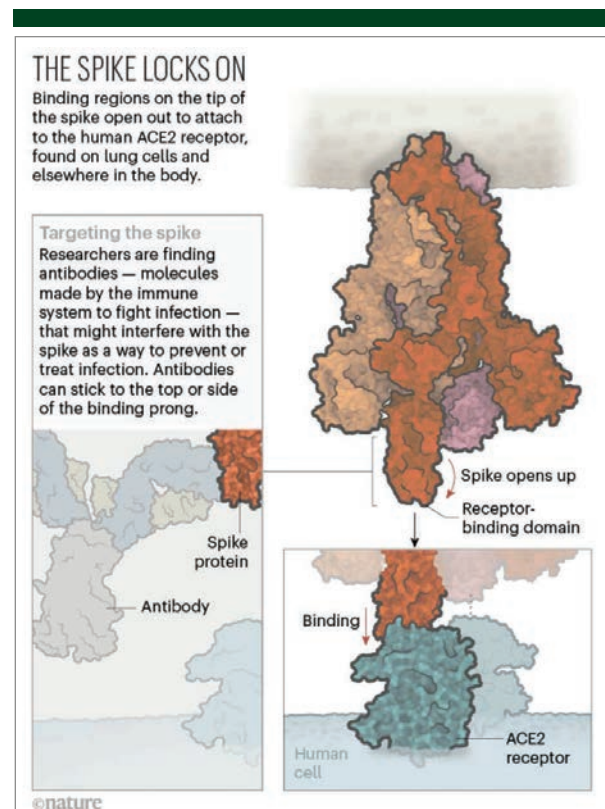 THE SPIKE LOCKS ON
Binding regions on the tip of
the spike open out to attach
to the human ACE2 receptor,
found on lung cells and
elsewhere in the body.
Targeting the spike
Researchers are finding
antibodies — molecules
made by the immune
system to fight infection —
that might interfere with the
spike as a way to prevent or
treat infection. Antibodies
can stick to the top or side
of the binding prong.
Spike
protein
Antibody
Spike opens up
Receptor-
binding domain
Binding
Human
cell
ACE2
receptor
©nature